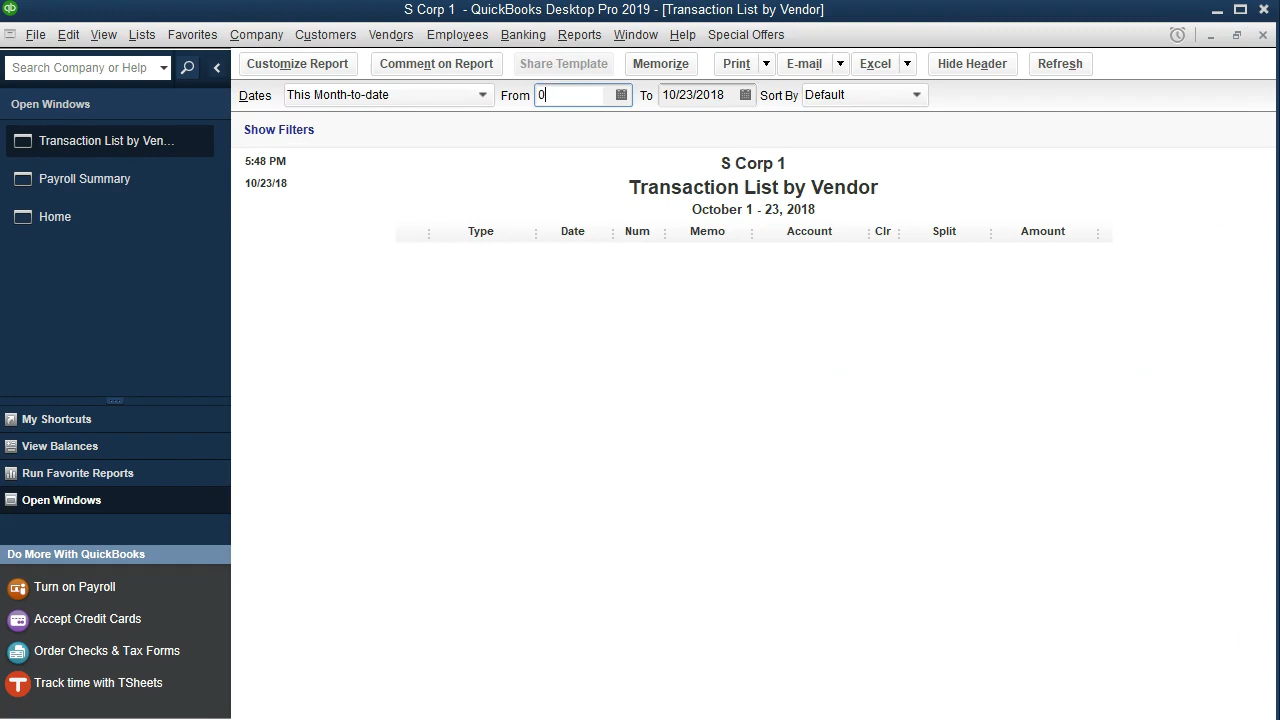 qb
S Corp 1 - QuickBooks Desktop Pro 2019 - [Transaction List by Vendor]
File Edit View Lists Favorites Company Customers Vendors Employees Banking Reports Window Help Special Offers
Search Company or Help
Customize Report Comment on Report Share Template Memorize Print E-mail Excel Hide Header Refresh
Dates This Month-to-date From 0 To 10/23/2018 Sort By Default
Open Windows
Transaction List by Ven...
Payroll Summary
Home
My Shortcuts
View Balances
Run Favorite Reports
Open Windows
Do More With QuickBooks
Turn on Payroll
Accept Credit Cards
Order Checks & Tax Forms
Track time with TSheets
Show Filters
5:48 PM
10/23/18
S Corp 1
Transaction List by Vendor
October 1 - 23, 2018
Type Date Num Memo Account Clr Split Amount